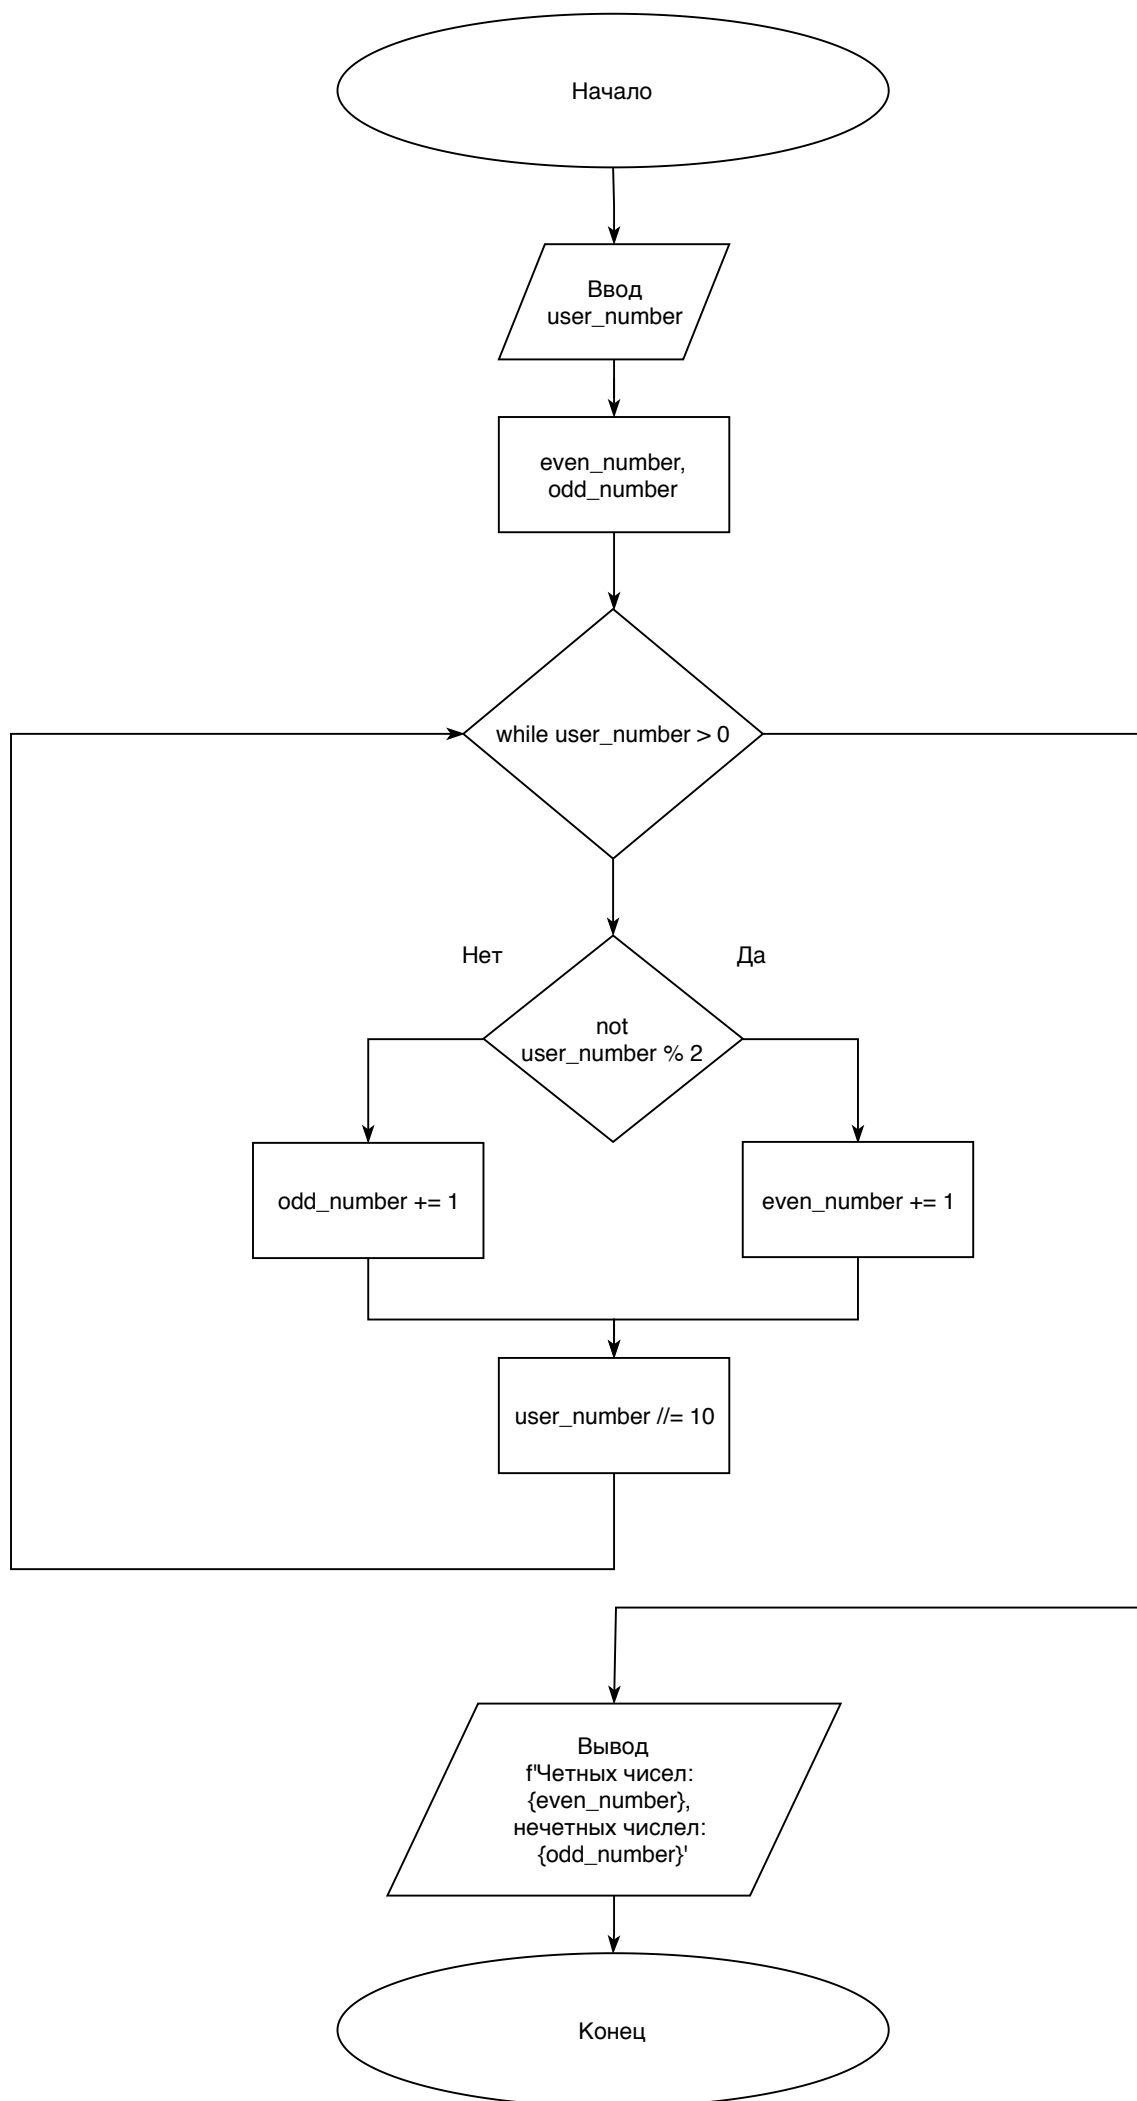 Начало
Ввод
user_number
even_number,
odd_number
while user_number > 0
Нет
Да
not
user_number % 2
odd_number += 1
even_number += 1
user_number //= 10
Вывод
f'Четных чисел:
{even_number},
нечетных числел:
{odd_number}'
Конец